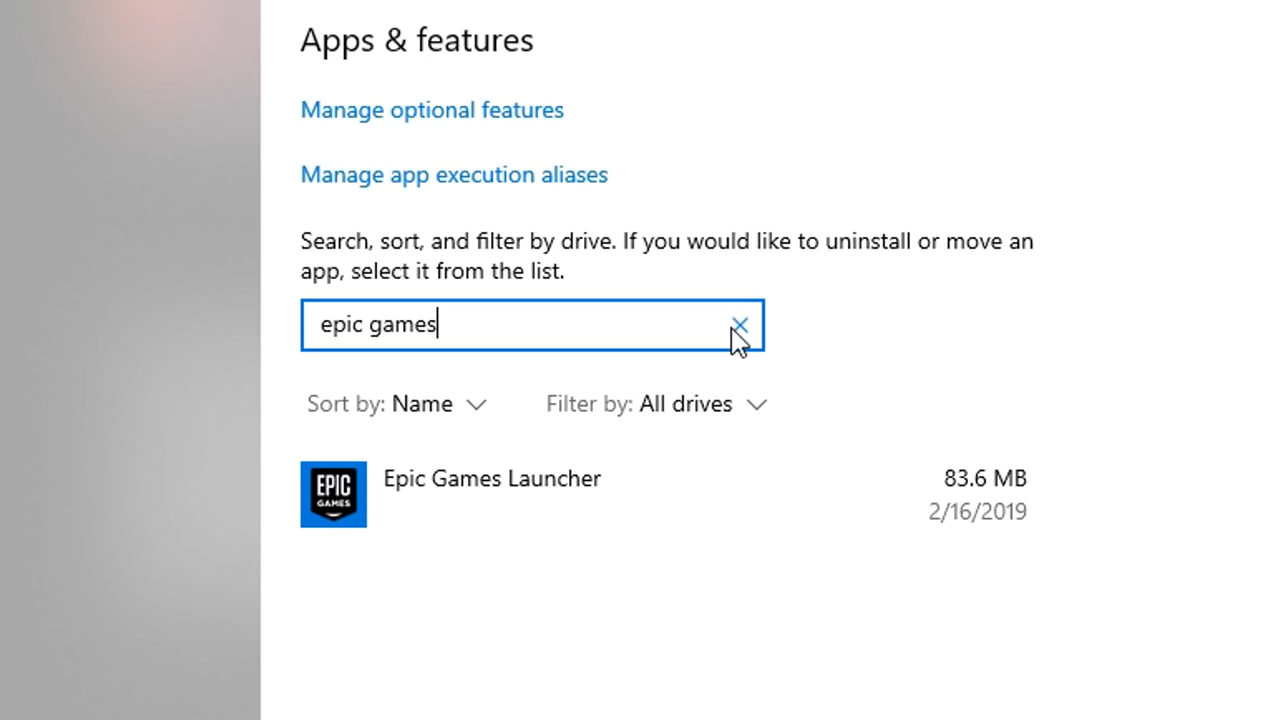 Apps & features
Manage optional features
Manage app execution aliases
Search, sort, and filter by drive. If you would like to uninstall or move an
app, select it from the list.
epic games
Sort by: Name Filter by: All drives
EPIC
GAMES
Epic Games Launcher 83.6 MB
2/16/2019